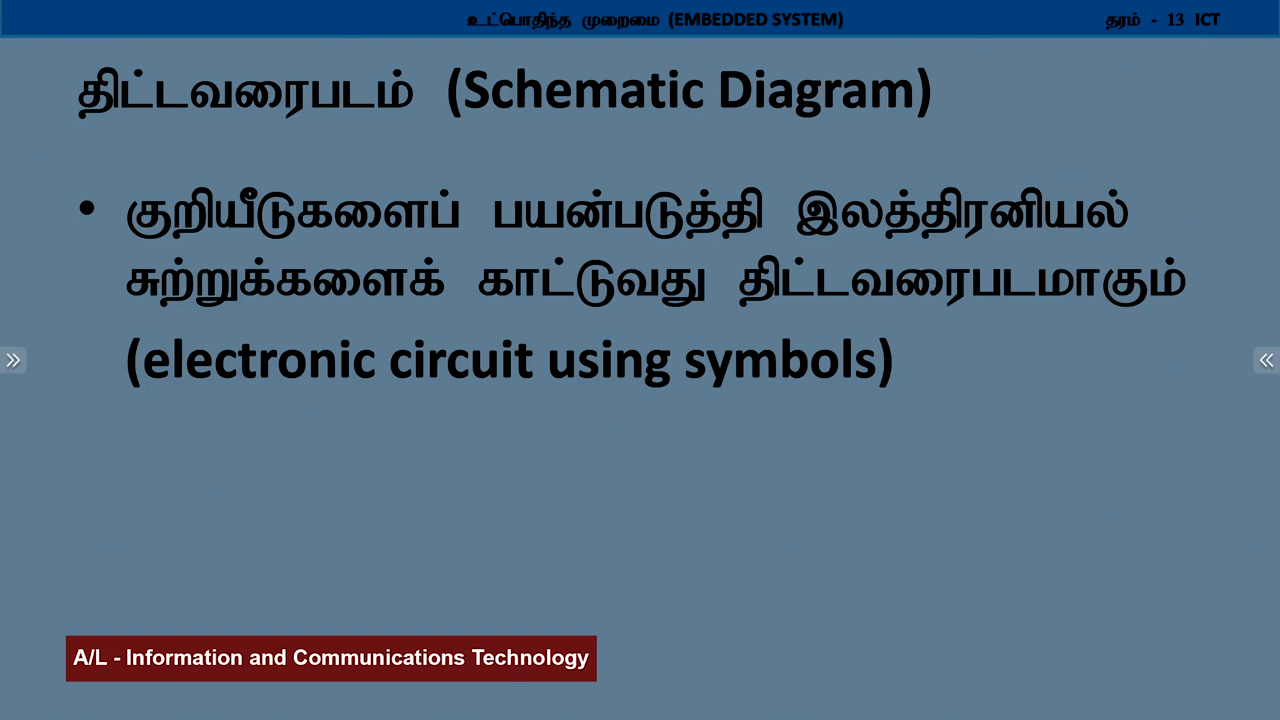 உட்பொதிந்த முறைமை (EMBEDDED SYSTEM) தரம் - 13 ICT
திட்டவரைபடம் (Schematic Diagram)
• குறியீடுகளைப் பயன்படுத்தி இலத்திரனியல்
சுற்றுக்களைக் காட்டுவது திட்டவரைபடமாகும்
(electronic circuit using symbols)
A/L - Information and Communications Technology